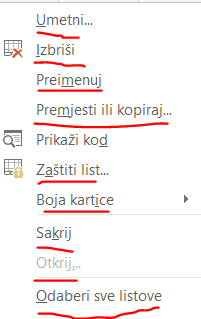 Umetni...
Izbriši
Preimenuj
Premjesti ili kopiraj...
Prikaži kod
Zaštiti list...
Boja kartice
Sakrij
Otkrij...
Odaberi sve listove